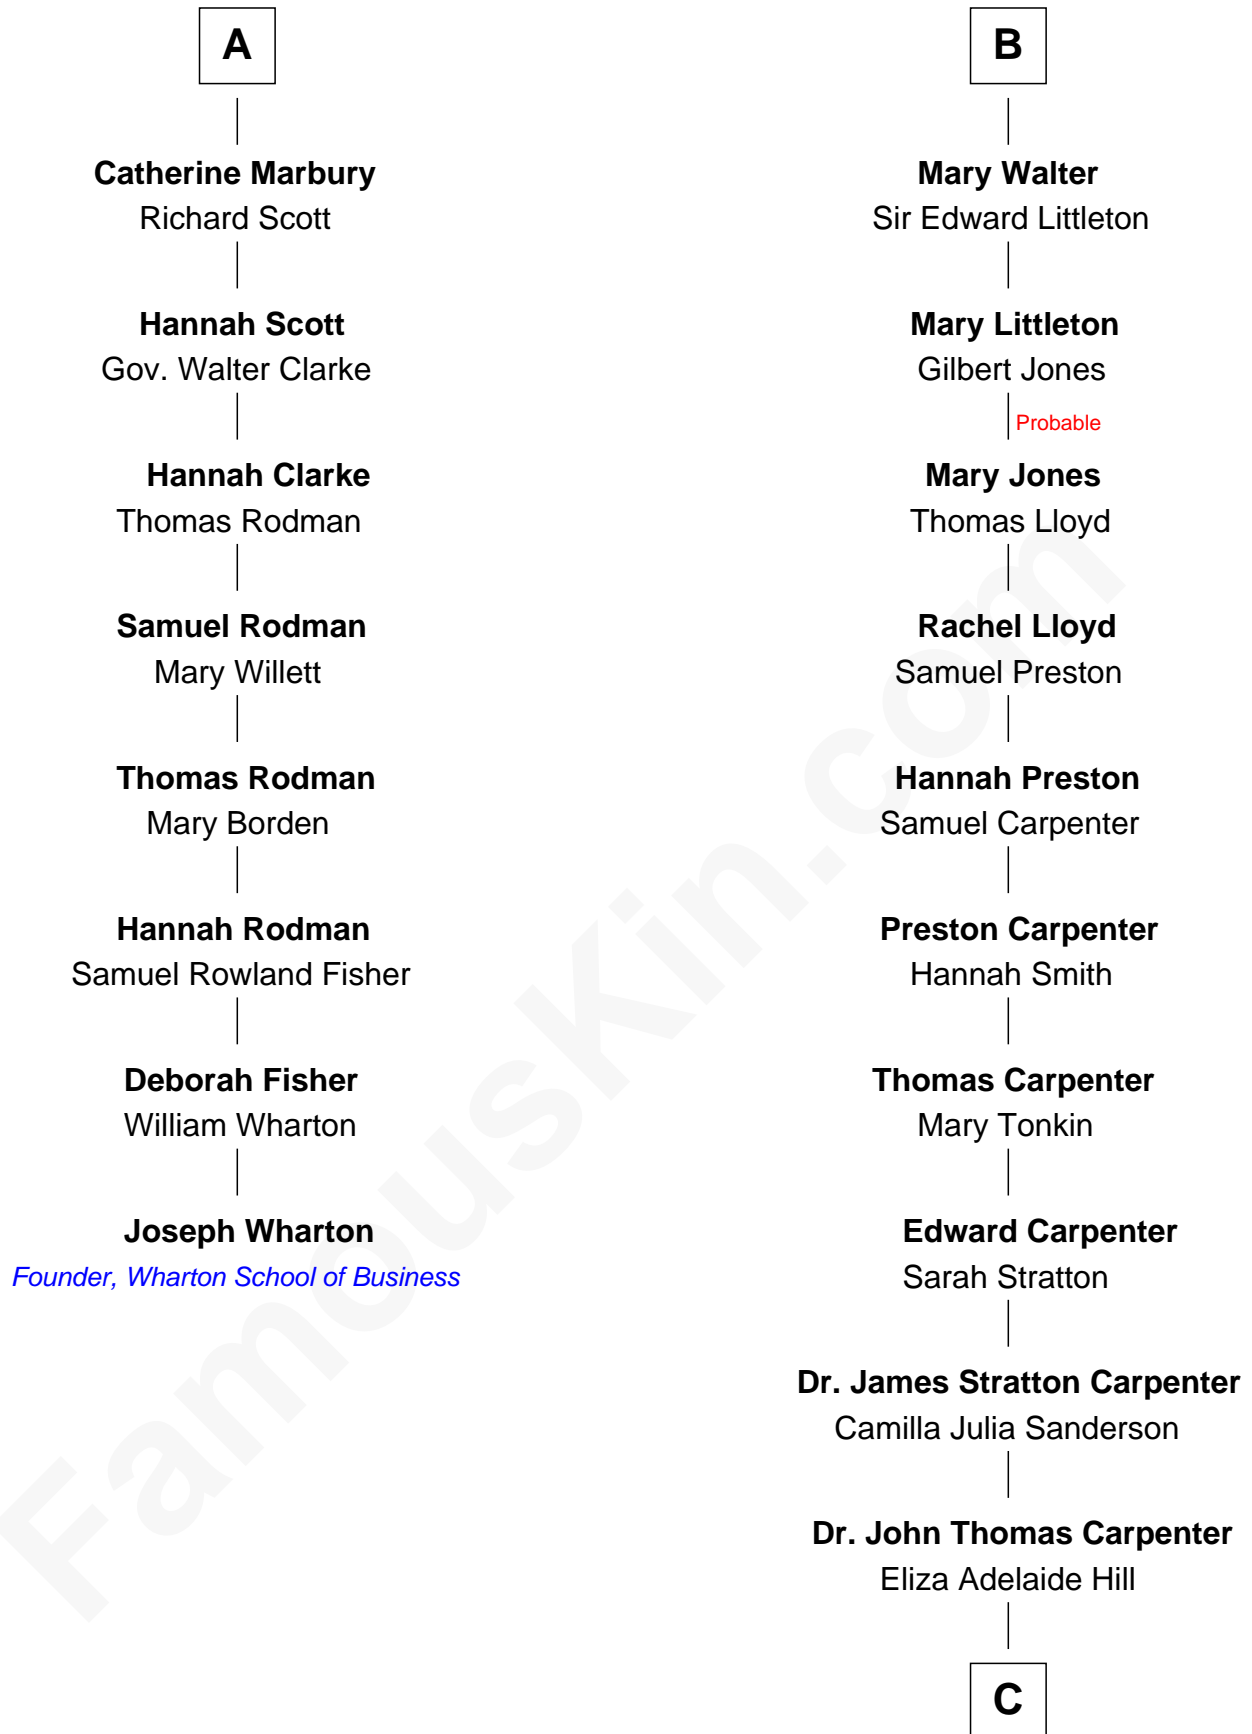 A
Catherine Marbury
Richard Scott
Hannah Scott
Gov. Walter Clarke
Hannah Clarke
Thomas Rodman
Samuel Rodman
Mary Willett
Thomas Rodman
Mary Borden
Hannah Rodman
Samuel Rowland Fisher
Deborah Fisher
William Wharton
Joseph Wharton
Founder, Wharton School of Business
B
Mary Walter
Sir Edward Littleton
Mary Littleton
Gilbert Jones
Probable
Mary Jones
Thomas Lloyd
Rachel Lloyd
Samuel Preston
Hannah Preston
Samuel Carpenter
Preston Carpenter
Hannah Smith
Thomas Carpenter
Mary Tonkin
Edward Carpenter
Sarah Stratton
Dr. James Stratton Carpenter
Camilla Julia Sanderson
Dr. John Thomas Carpenter
Eliza Adelaide Hill
C
FamousKin.com